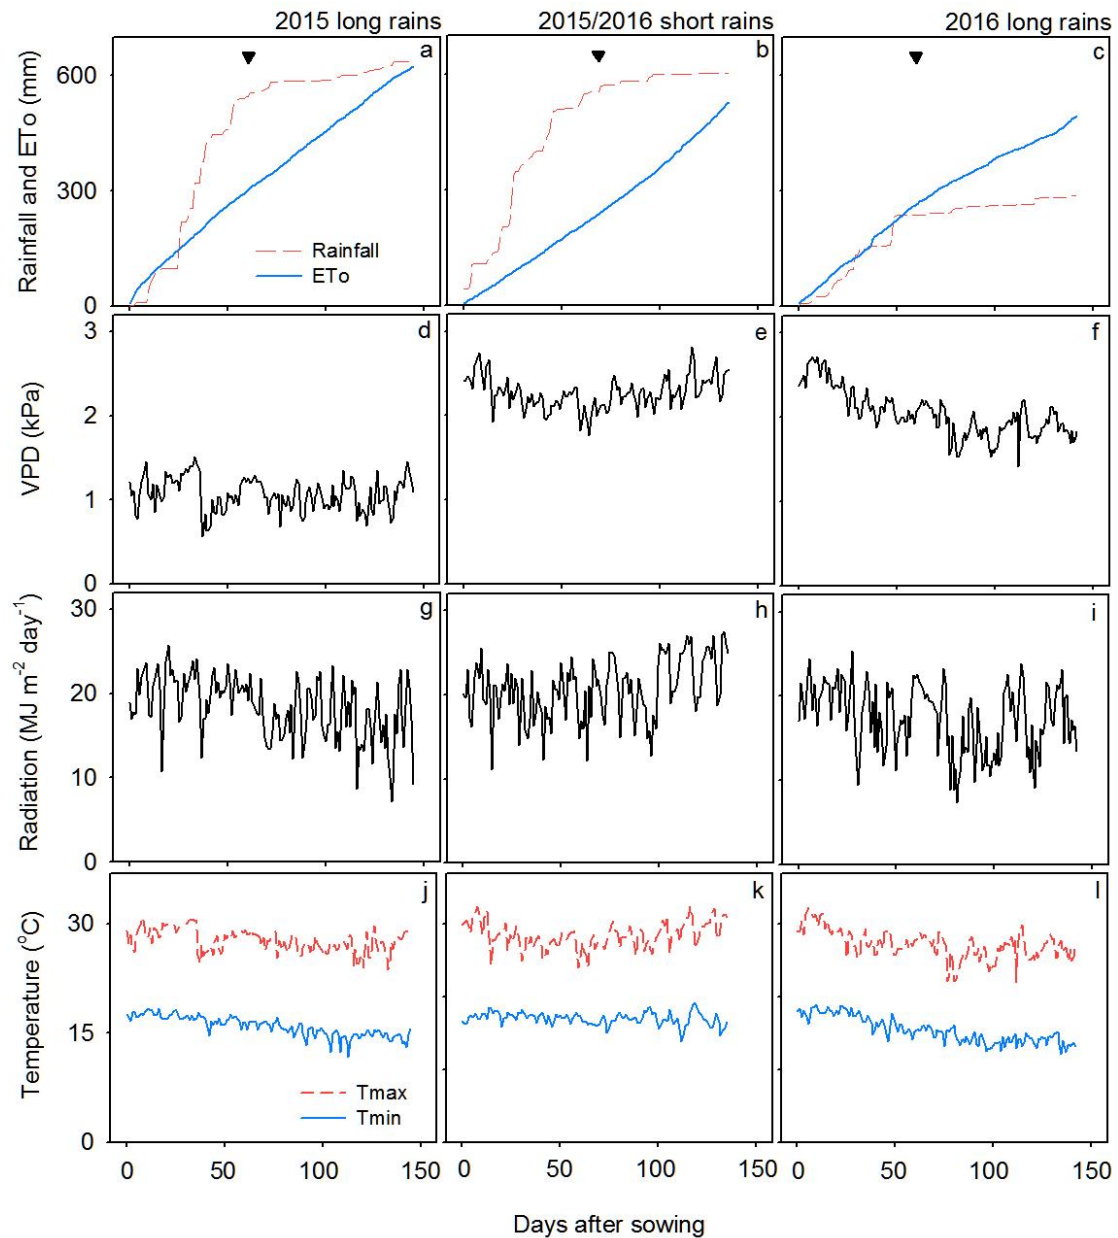 2015 long rains 2015/2016 short rains 2016 long rains
a b c
Rainfall and ETo (mm)
600
300
0
Rainfall
ETo
d e f
VPD (kPa)
3
2
1
0
g h i
Radiation (MJ m⁻² day⁻¹)
30
20
10
0
j k l
Temperature (°C)
30
15
0
Tmax
Tmin
0 50 100 150 0 50 100 150 0 50 100 150
Days after sowing